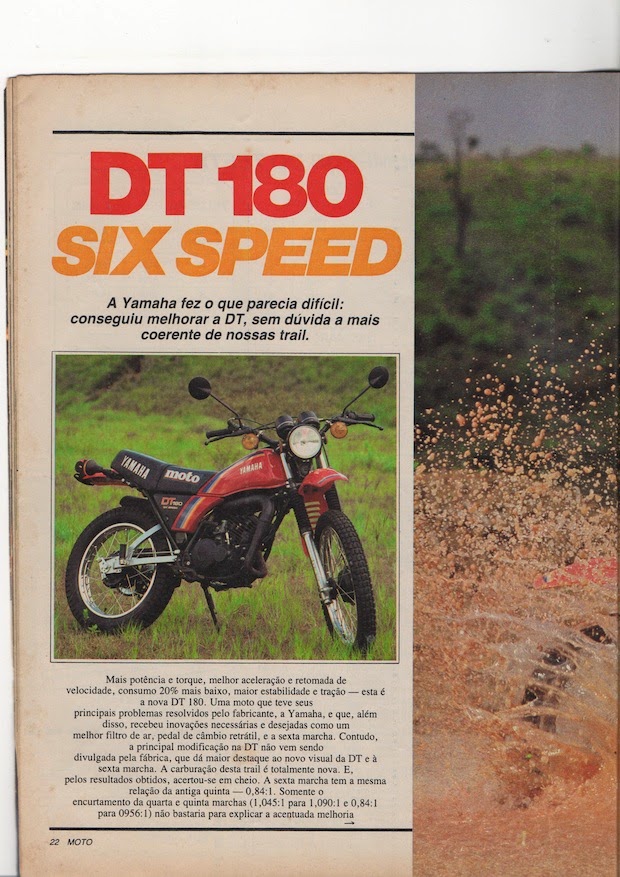 DT 180
SIX SPEED
A Yamaha fez o que parecia difícil:
conseguiu melhorar a DT, sem dúvida a mais
coerente de nossas trail.
YAMAHA
moto
YAMAHA
DT180
Mais potência e torque, melhor aceleração e retomada de
velocidade, consumo 20% mais baixo, maior estabilidade e tração — esta é
a nova DT 180. Uma moto que teve seus
principais problemas resolvidos pelo fabricante, a Yamaha, e que, além
disso, recebeu inovações necessárias e desejadas como um
melhor filtro de ar, pedal de câmbio retrátil, e a sexta marcha. Contudo,
a principal modificação na DT não vem sendo
divulgada pela fábrica, que dá maior destaque ao novo visual da DT e à
sexta marcha. A carburação desta trail é totalmente nova. E,
pelos resultados obtidos, acertou-se em cheio. A sexta marcha tem a mesma
relação da antiga quinta — 0,84:1. Somente o
encurtamento da quarta e quinta marchas (1,045:1 para 1,090:1 e 0,84:1
para 0956:1) não bastaria para explicar a acentuada melhoria
22 MOTO